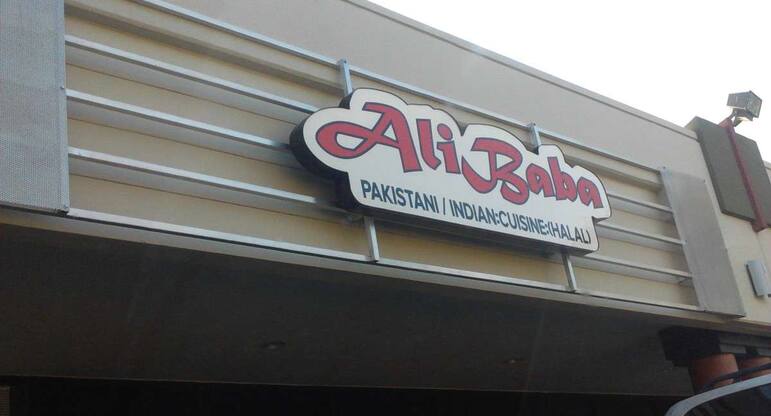 Ali Baba
PAKISTANI / INDIAN:CUISINE:(HALAL)